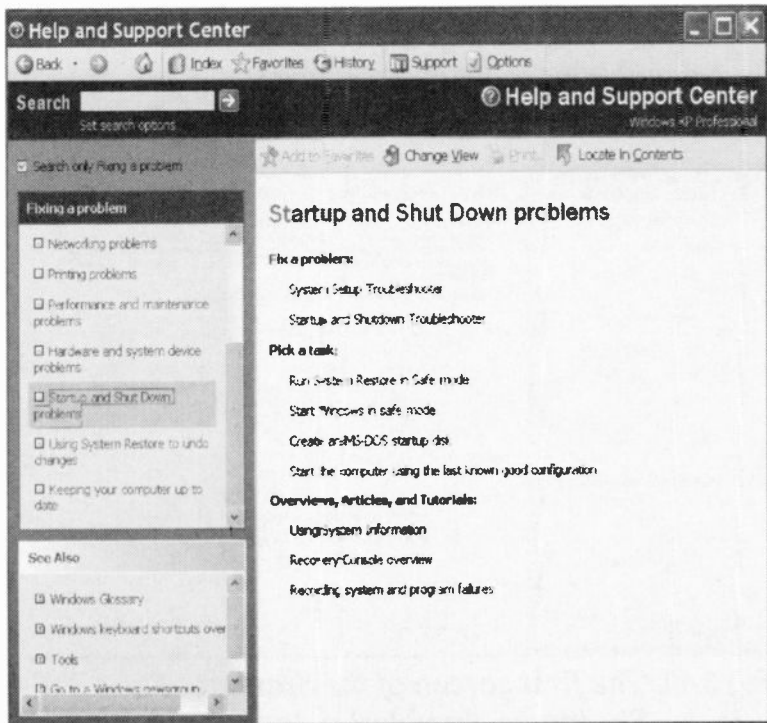 Help and Support Center
Back Index Favorites History Support Options
Search
Set search options
Help and Support Center
Windows XP Professional
Search only Fixing a problem
Add to Favorites Change View Print... Locate In Contents
Fixing a problem
Networking problems
Printing problems
Performance and maintenance
problems
Hardware and system device
problems
Startup and Shut Down
problems
Using System Restore to undo
changes
Keeping your computer up to
date
See Also
Windows Glossary
Windows keyboard shortcuts over
Tools
Go to a Windows newsgroup
Startup and Shut Down problems
Fix a problem:
System Setup Troubleshooter
Startup and Shutdown Troubleshooter
Pick a task:
Run System Restore in Safe mode
Start Windows in safe mode
Create an MS-DOS startup disk
Start the computer using the last known good configuration
Overviews, Articles, and Tutorials:
Using System Information
Recovery Console overview
Recording system and program failures